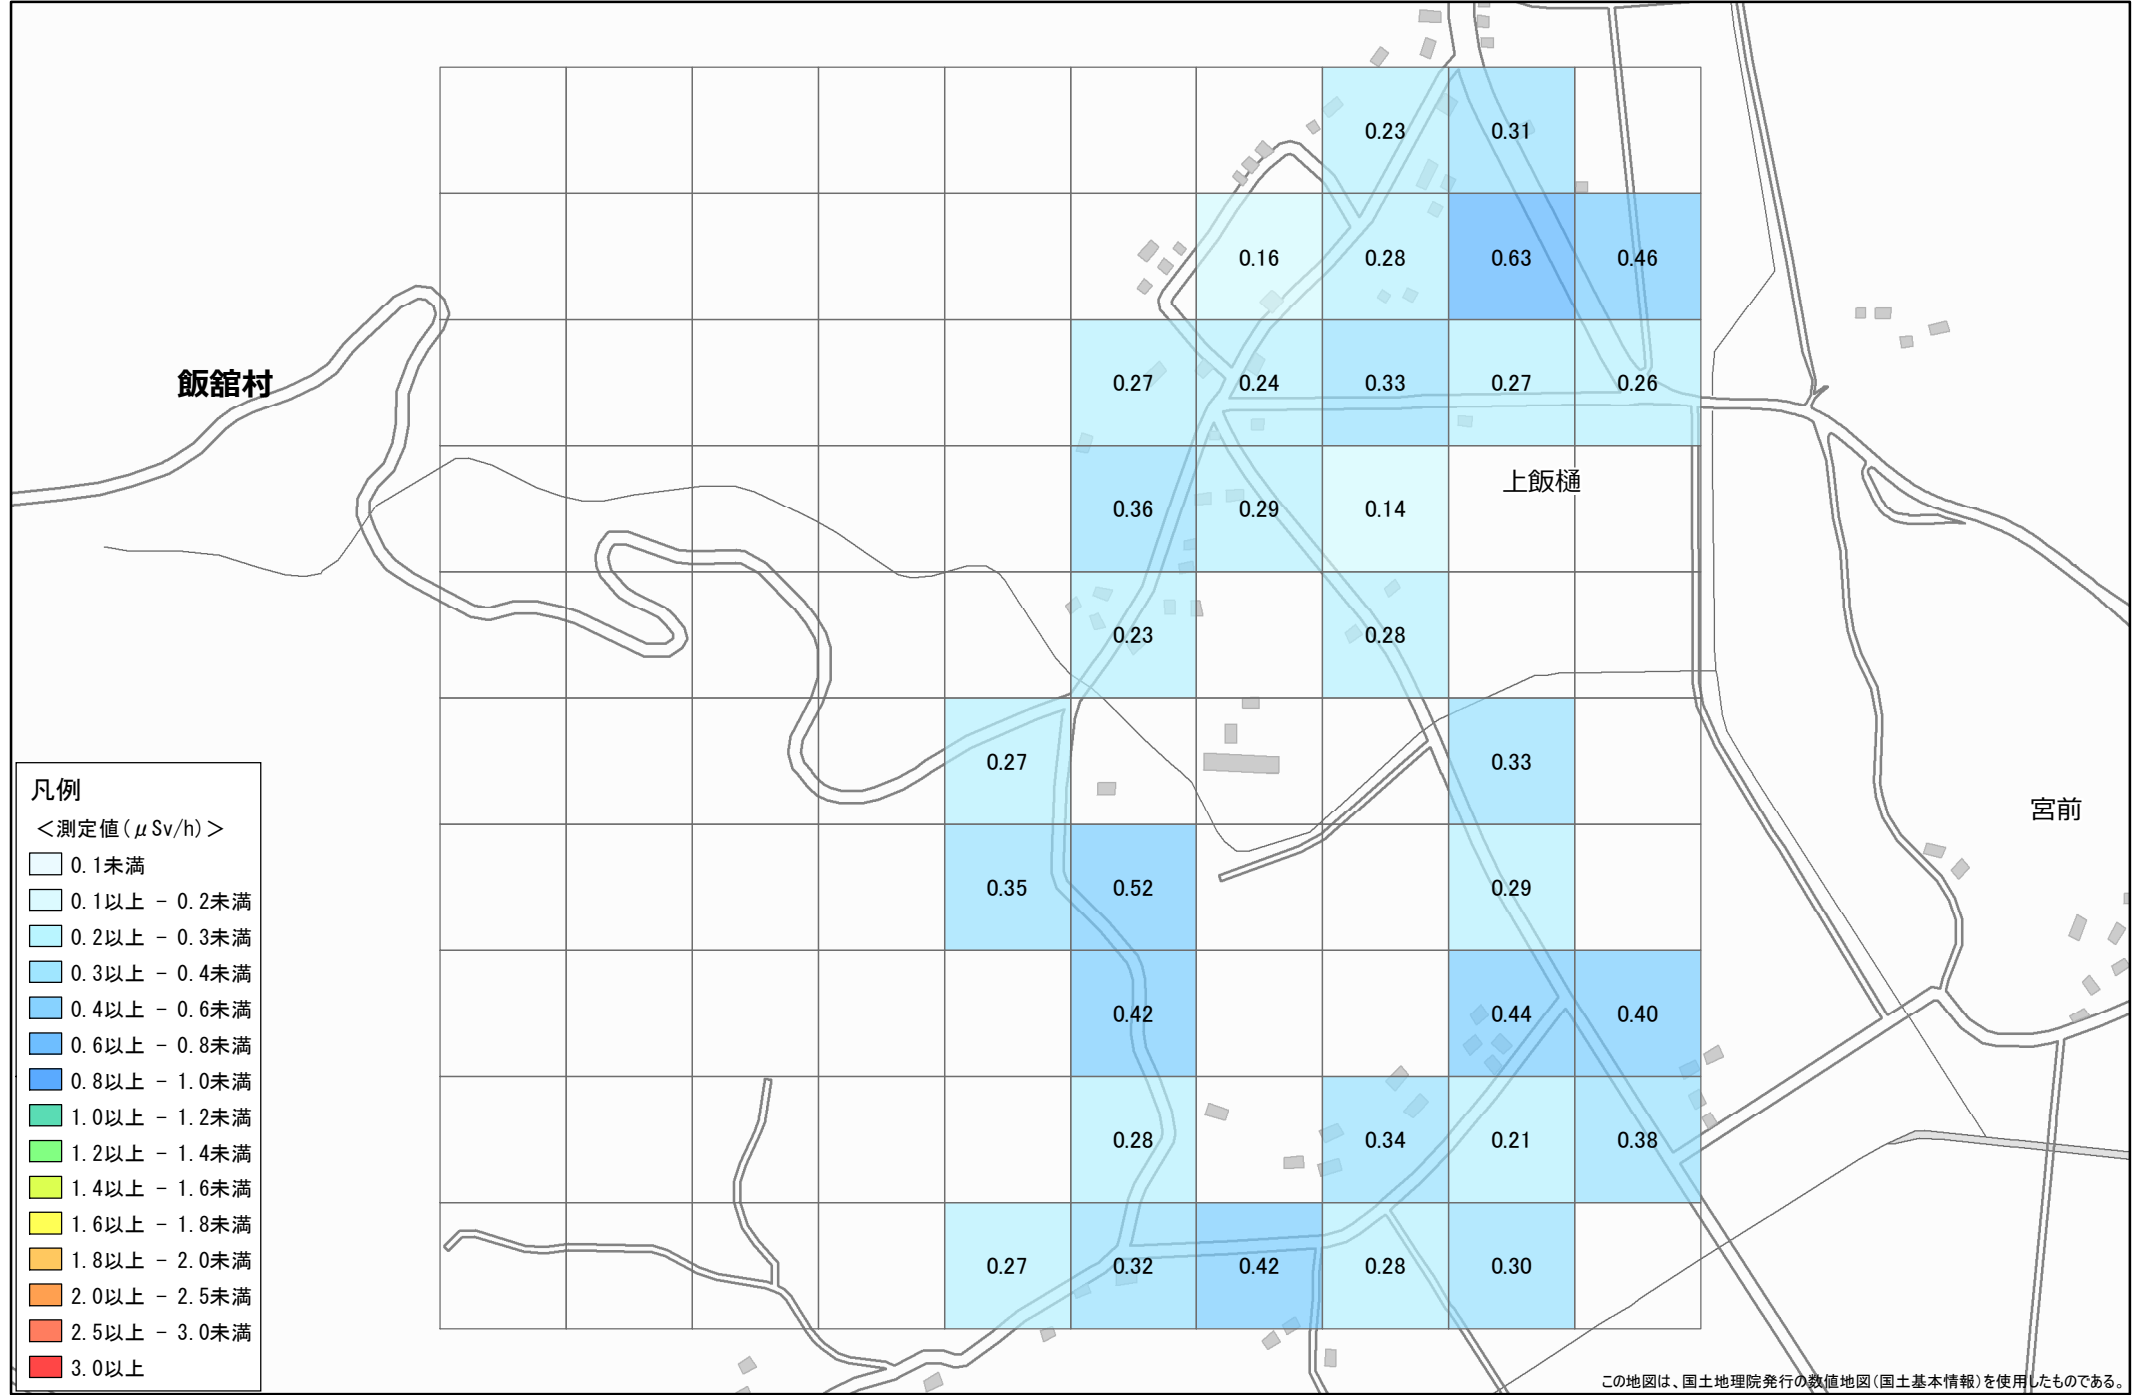 0.23 0.31
0.16 0.28 0.63 0.46
飯舘村
0.27 0.24 0.33 0.27 0.26
上飯樋
0.36 0.29 0.14
0.23 0.28
0.27 0.33
宮前
0.35 0.52 0.29
0.42 0.44 0.40
0.28 0.34 0.21 0.38
0.27 0.32 0.42 0.28 0.30
凡例
＜測定値(μSv/h)＞
0.1未満
0.1以上 − 0.2未満
0.2以上 − 0.3未満
0.3以上 − 0.4未満
0.4以上 − 0.6未満
0.6以上 − 0.8未満
0.8以上 − 1.0未満
1.0以上 − 1.2未満
1.2以上 − 1.4未満
1.4以上 − 1.6未満
1.6以上 − 1.8未満
1.8以上 − 2.0未満
2.0以上 − 2.5未満
2.5以上 − 3.0未満
3.0以上
この地図は、国土地理院発行の数値地図(国土基本情報)を使用したものである。